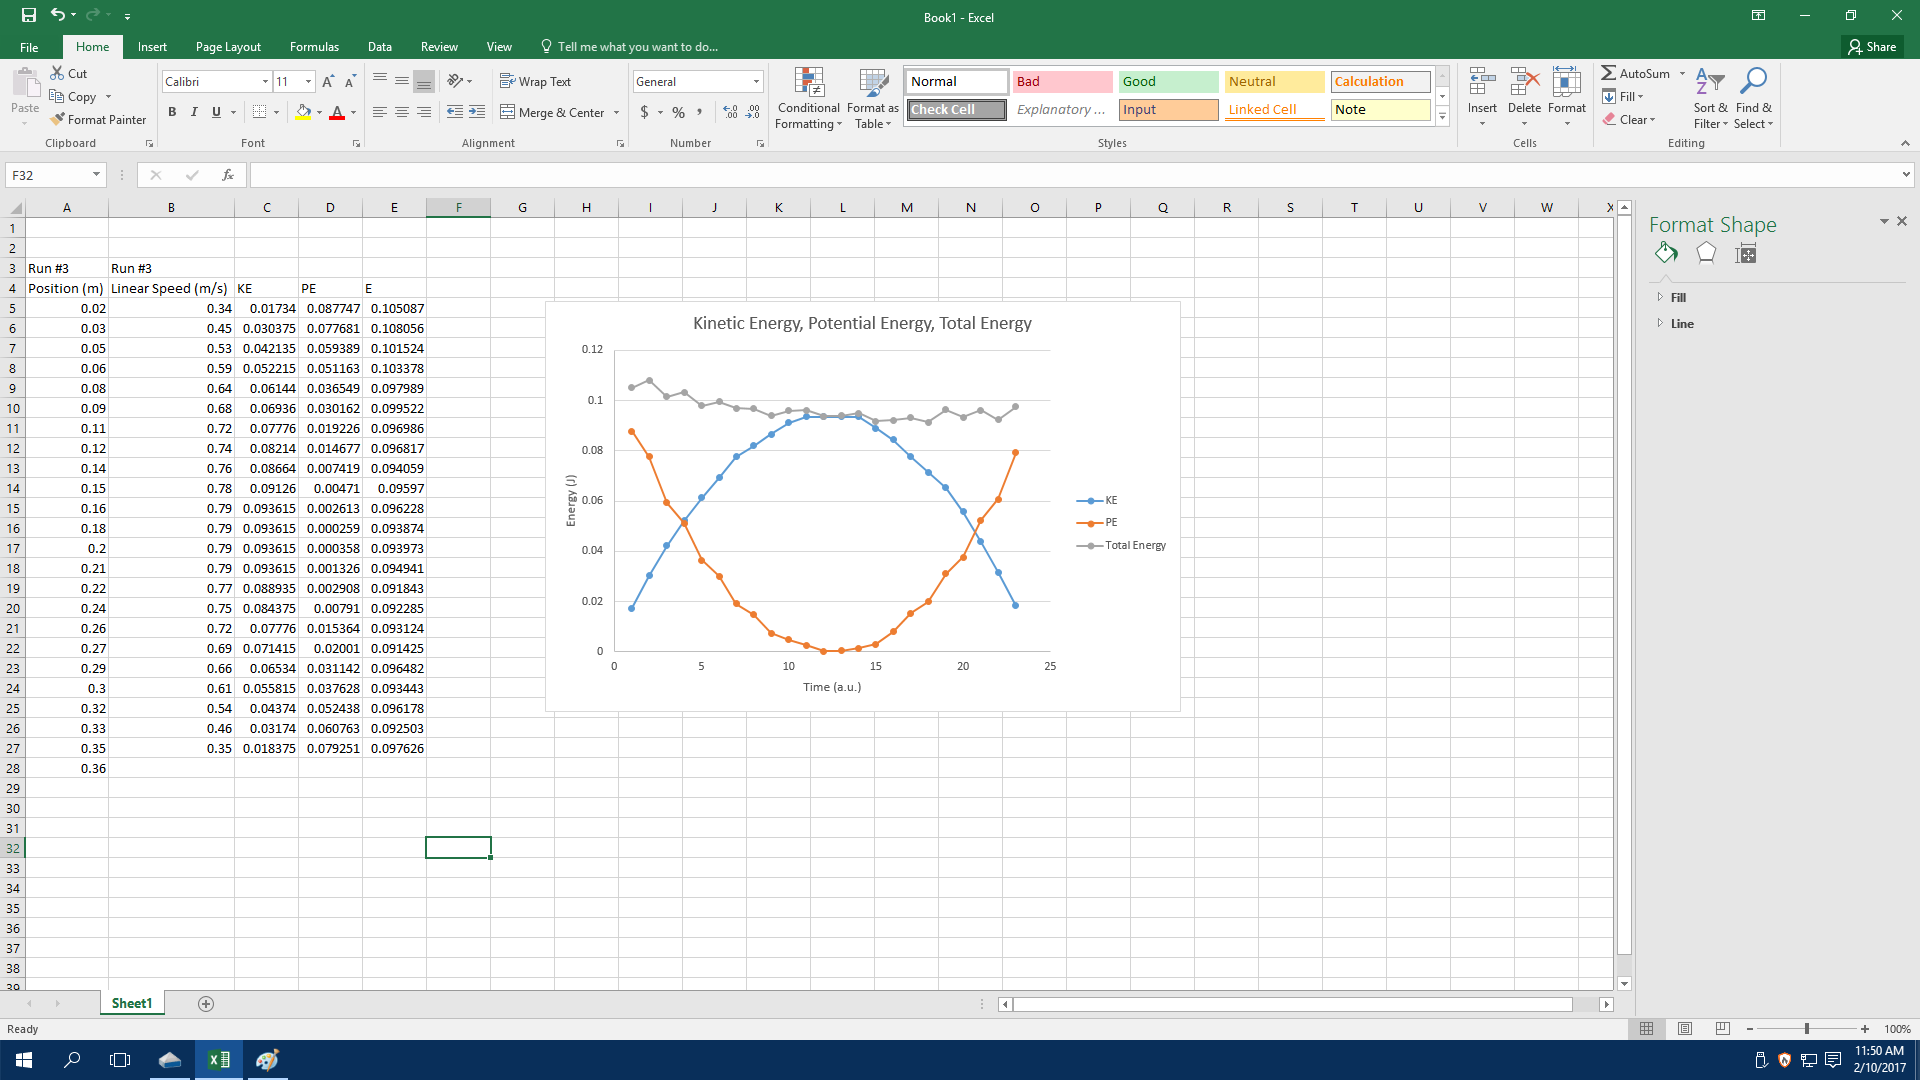 Book1 - Excel
File Home Insert Page Layout Formulas Data Review View Tell me what you want to do... Share
Paste Cut Copy Format Painter
Calibri 11 B I U A A A
Wrap Text Merge & Center
General $ % ,
Conditional Formatting Format as Table
Normal Bad Good Neutral Calculation
Check Cell Explanatory ... Input Linked Cell Note
Insert Delete Format
AutoSum Fill Clear Sort & Filter Find & Select
Clipboard Font Alignment Number Styles Cells Editing
F32 fx
A B C D E F G H I J K L M N O P Q R S T U V W X
1
2
3 Run #3 Run #3
4 Position (m) Linear Speed (m/s) KE PE E
5 0.02 0.34 0.01734 0.087747 0.105087
6 0.03 0.45 0.030375 0.077681 0.108056
7 0.05 0.53 0.042135 0.059389 0.101524
8 0.06 0.59 0.052215 0.051163 0.103378
9 0.08 0.64 0.06144 0.036549 0.097989
10 0.09 0.68 0.06936 0.030162 0.099522
11 0.11 0.72 0.07776 0.019226 0.096986
12 0.12 0.74 0.08214 0.014677 0.096817
13 0.14 0.76 0.08664 0.007419 0.094059
14 0.15 0.78 0.09126 0.00471 0.09597
15 0.16 0.79 0.093615 0.002613 0.096228
16 0.18 0.79 0.093615 0.000259 0.093874
17 0.2 0.79 0.093615 0.000358 0.093973
18 0.21 0.79 0.093615 0.001326 0.094941
19 0.22 0.77 0.088935 0.002908 0.091843
20 0.24 0.75 0.084375 0.00791 0.092285
21 0.26 0.72 0.07776 0.015364 0.093124
22 0.27 0.69 0.071415 0.02001 0.091425
23 0.29 0.66 0.06534 0.031142 0.096482
24 0.3 0.61 0.055815 0.037628 0.093443
25 0.32 0.54 0.04374 0.052438 0.096178
26 0.33 0.46 0.03174 0.060763 0.092503
27 0.35 0.35 0.018375 0.079251 0.097626
28 0.36
29
30
31
32
33
34
35
36
37
38
39
Kinetic Energy, Potential Energy, Total Energy
0.12
0.1
0.08
0.06
0.04
0.02
0
Energy (J)
0 5 10 15 20 25
Time (a.u.)
KE
PE
Total Energy
Format Shape
Fill
Line
Sheet1
Ready 100%
11:50 AM
2/10/2017